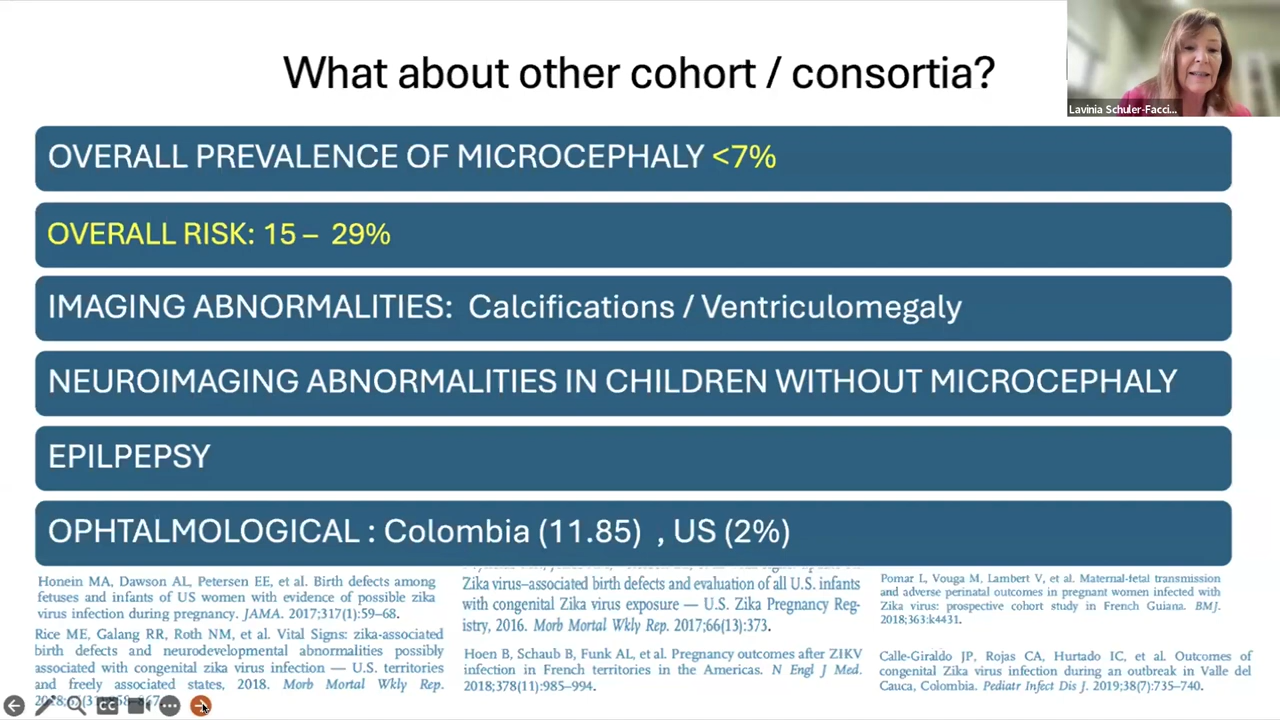 What about other cohort / consortia?
Lavinia Schuler-Facci...
OVERALL PREVALENCE OF MICROCEPHALY <7%
OVERALL RISK: 15 – 29%
IMAGING ABNORMALITIES: Calcifications / Ventriculomegaly
NEUROIMAGING ABNORMALITIES IN CHILDREN WITHOUT MICROCEPHALY
EPILPEPSY
OPHTALMOLOGICAL : Colombia (11.85) , US (2%)
Honein MA, Dawson AL, Petersen EE, et al. Birth defects among
fetuses and infants of US women with evidence of possible zika
virus infection during pregnancy. JAMA. 2017;317(1):59–68.
Rice ME, Galang RR, Roth NM, et al. Vital Signs: zika-associated
birth defects and neurodevelopmental abnormalities possibly
associated with congenital zika virus infection — U.S. territories
and freely associated states, 2018. Morb Mortal Wkly Rep.
Zika virus–associated birth defects and evaluation of all U.S. infants
with congenital Zika virus exposure — U.S. Zika Pregnancy Reg-
istry, 2016. Morb Mortal Wkly Rep. 2017;66(13):373.
Hoen B, Schaub B, Funk AL, et al. Pregnancy outcomes after ZIKV
infection in French territories in the Americas. N Engl J Med.
2018;378(11):985–994.
Pomar L, Vouga M, Lambert V, et al. Maternal-fetal transmission
and adverse perinatal outcomes in pregnant women infected with
Zika virus: prospective cohort study in French Guiana. BMJ.
2018;363:k4431.
Calle-Giraldo JP, Rojas CA, Hurtado IC, et al. Outcomes of
congenital Zika virus infection during an outbreak in Valle del
Cauca, Colombia. Pediatr Infect Dis J. 2019;38(7):735–740.
CC